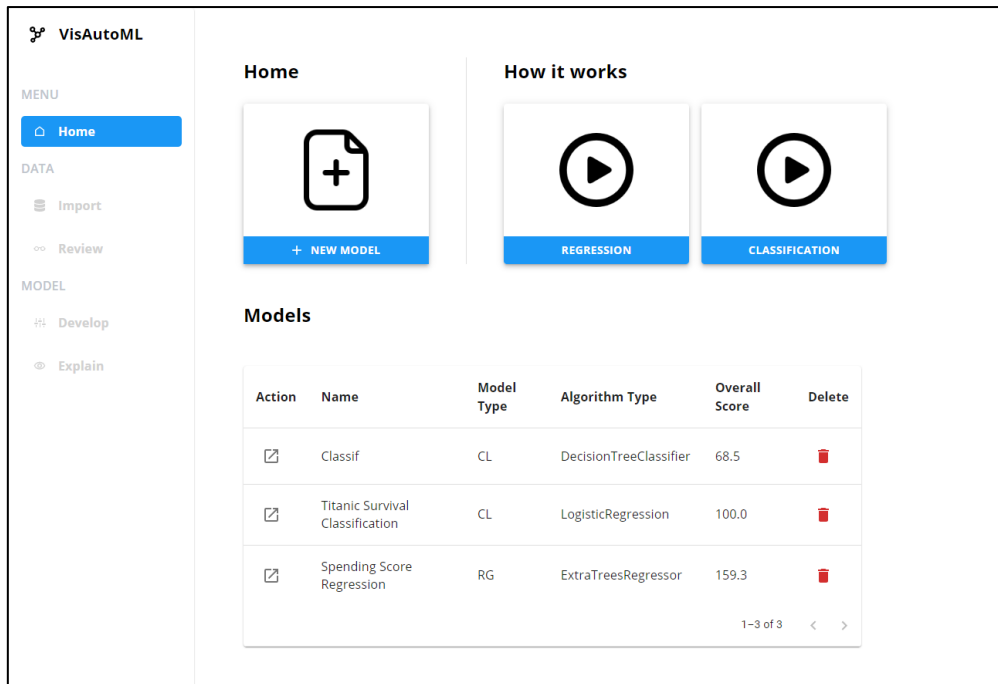 VisAutoML
MENU
Home
DATA
Import
Review
MODEL
Develop
Explain
Home
+ NEW MODEL
How it works
REGRESSION
CLASSIFICATION
Models
Action Name Model Type Algorithm Type Overall Score Delete
Classif CL DecisionTreeClassifier 68.5
Titanic Survival Classification CL LogisticRegression 100.0
Spending Score Regression RG ExtraTreesRegressor 159.3
1–3 of 3